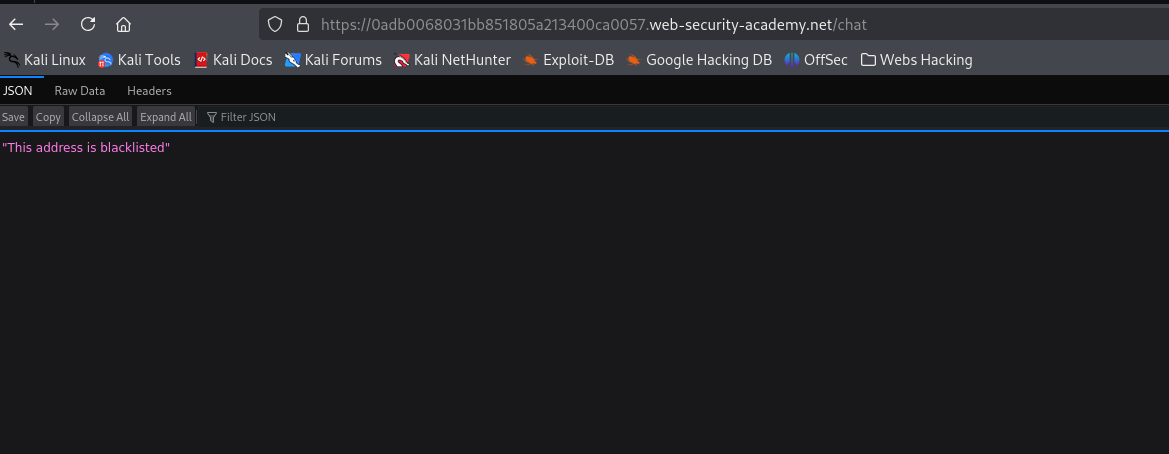 https://0adb0068031bb851805a213400ca0057.web-security-academy.net/chat
Kali Linux Kali Tools Kali Docs Kali Forums Kali NetHunter Exploit-DB Google Hacking DB OffSec Webs Hacking
JSON Raw Data Headers
Save Copy Collapse All Expand All Filter JSON
"This address is blacklisted"